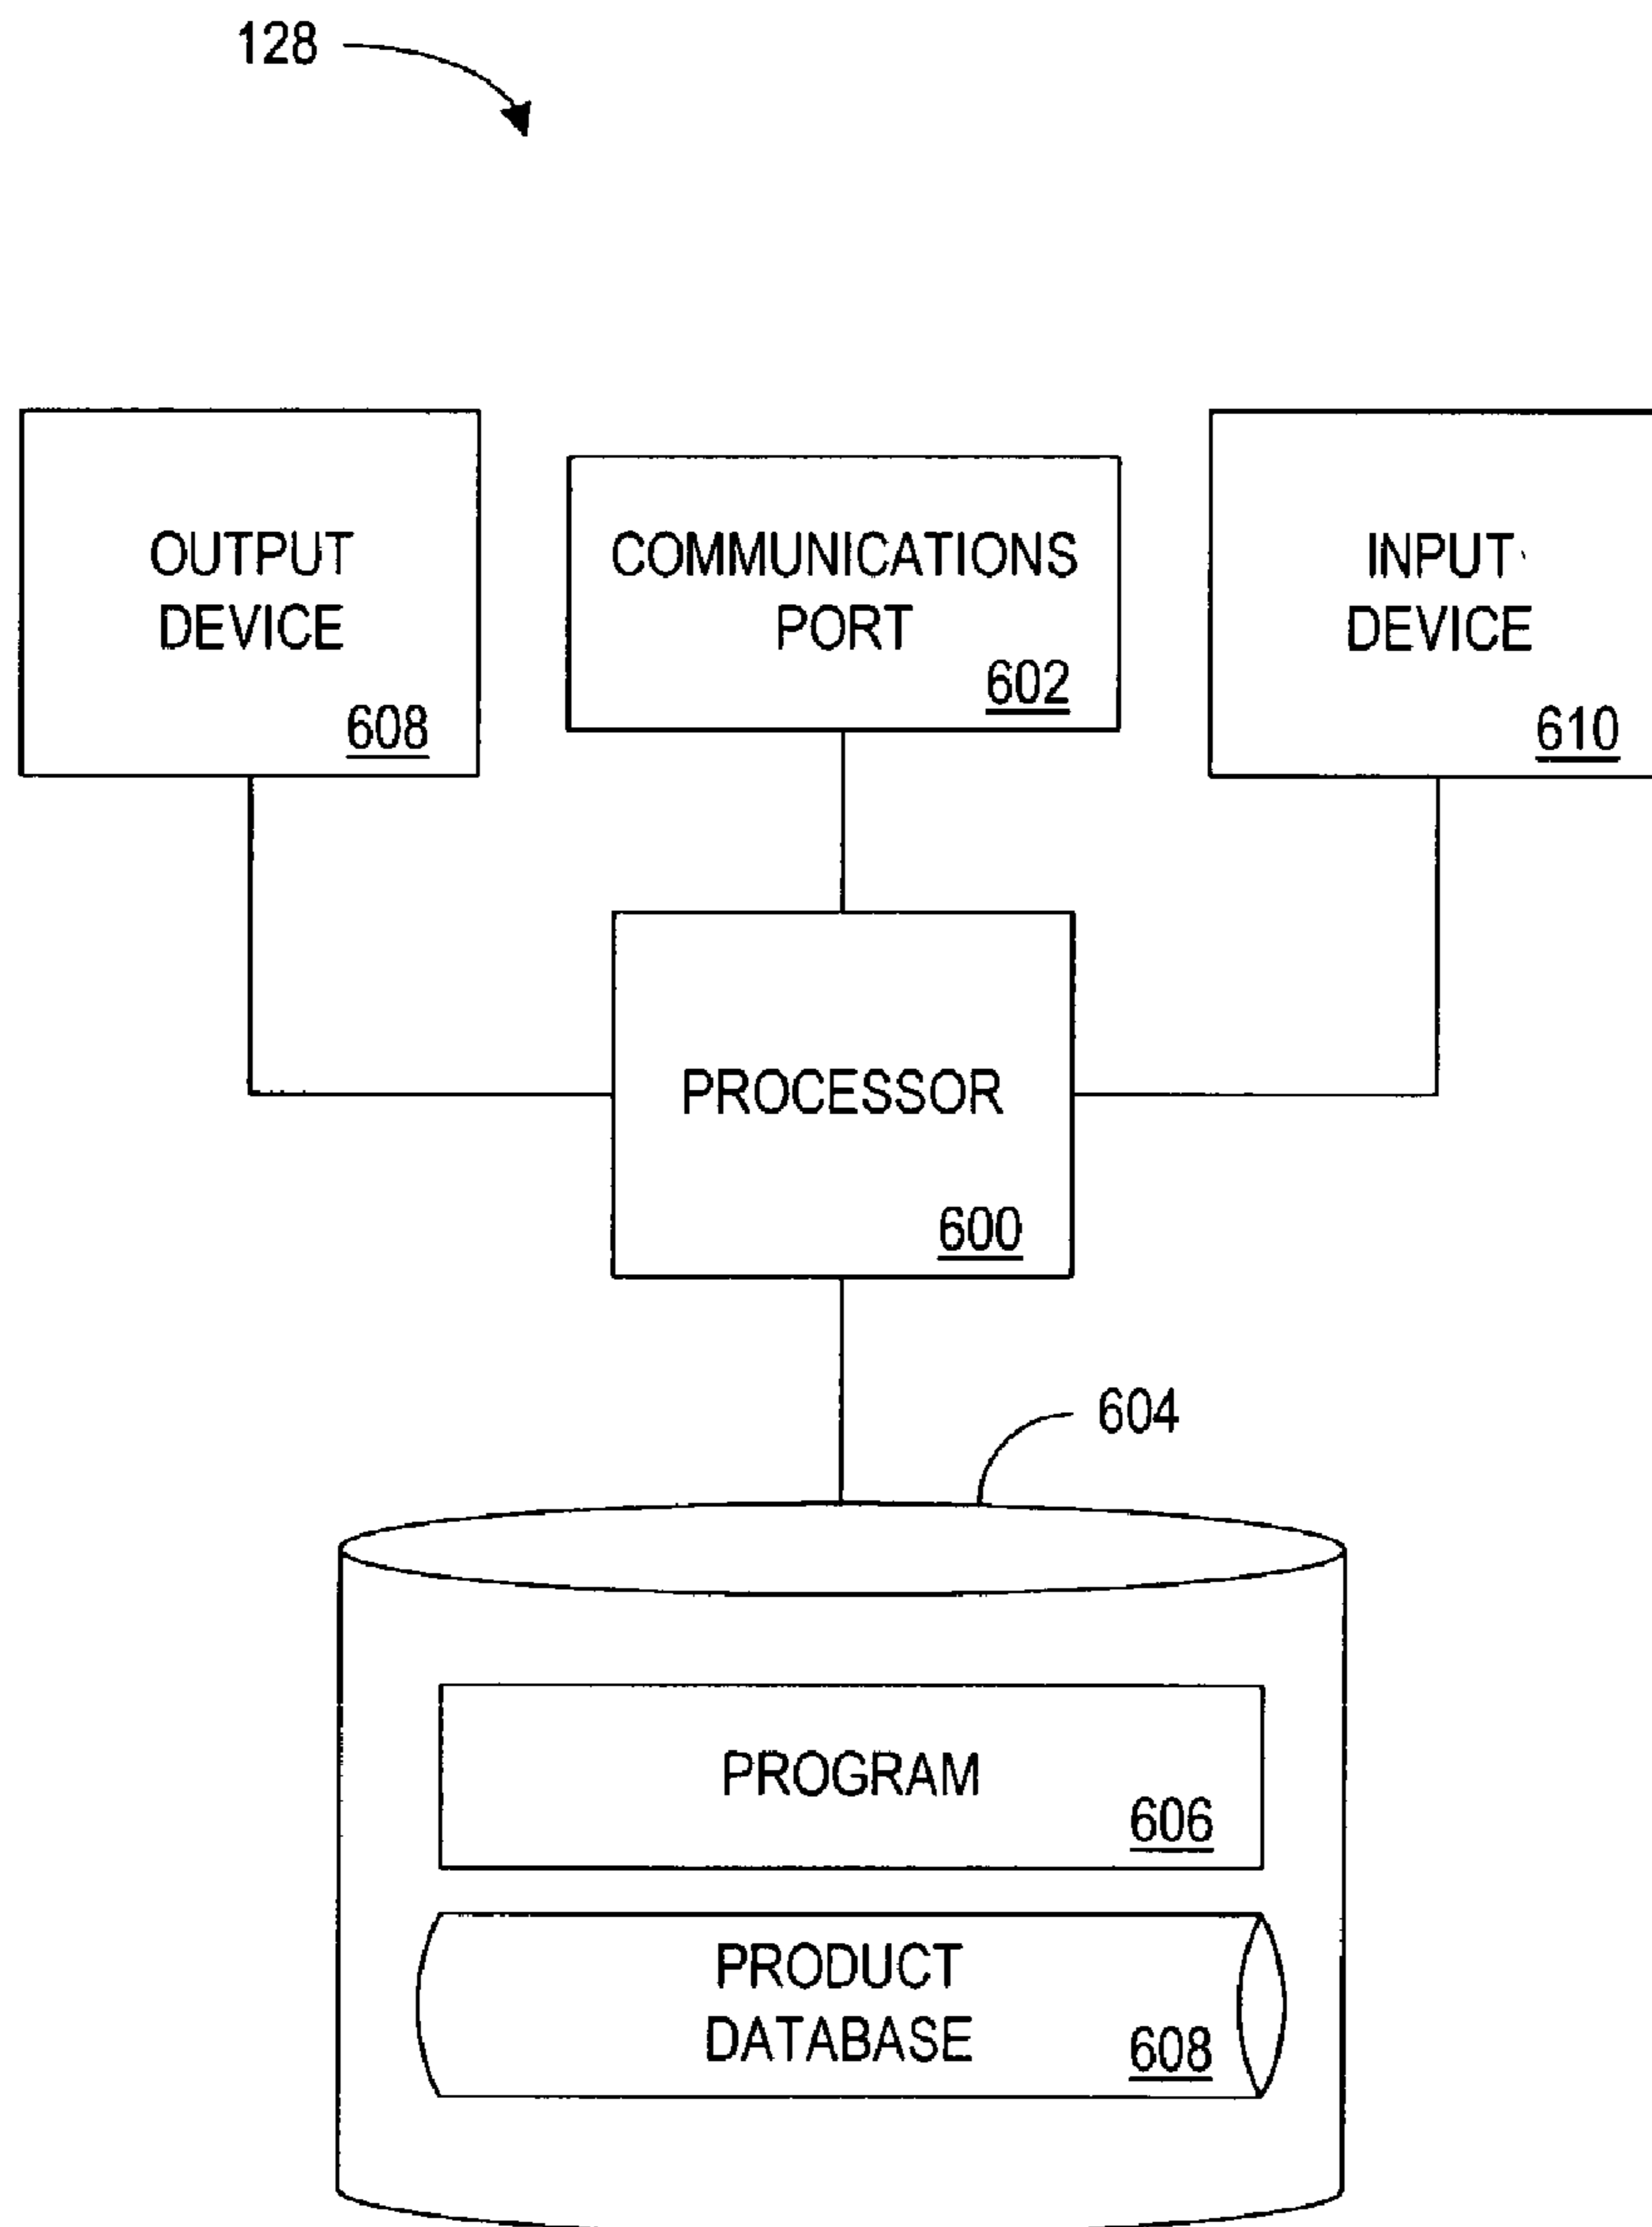 128
OUTPUT
DEVICE
608
COMMUNICATIONS
PORT
602
INPUT
DEVICE
610
PROCESSOR
600
604
PROGRAM
606
PRODUCT
DATABASE
608